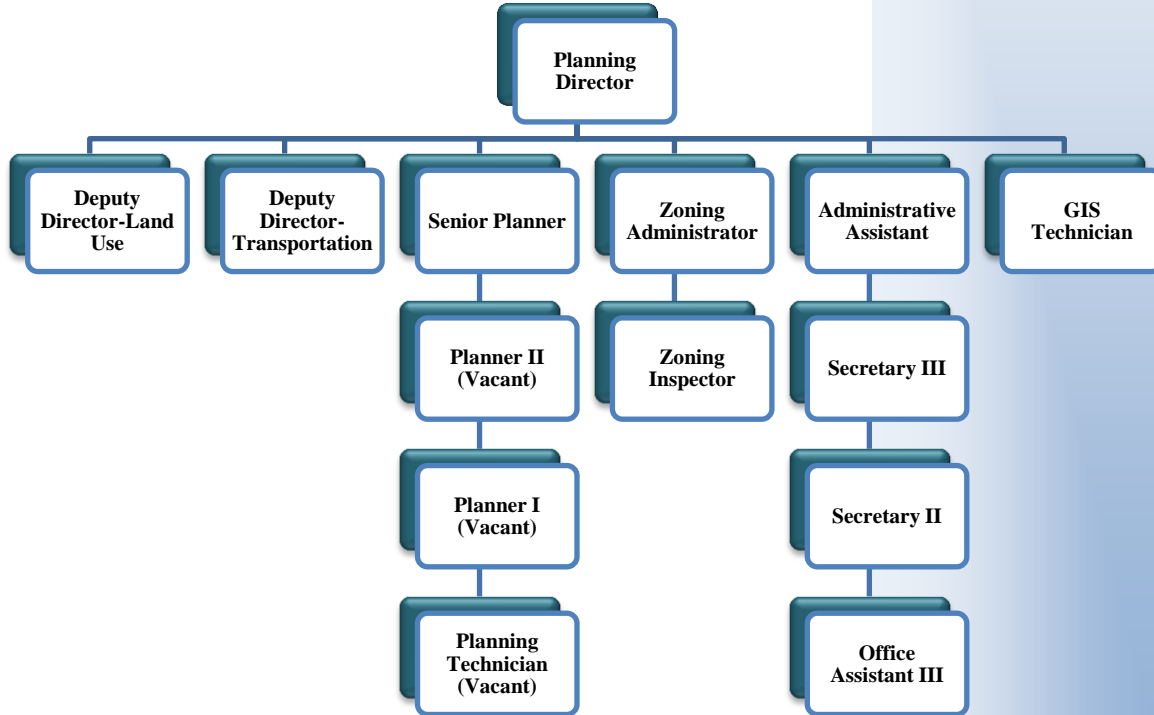 Planning
Director
Deputy
Director-Land
Use
Deputy
Director-
Transportation
Senior Planner
Zoning
Administrator
Administrative
Assistant
GIS
Technician
Planner II
(Vacant)
Zoning
Inspector
Secretary III
Planner I
(Vacant)
Secretary II
Planning
Technician
(Vacant)
Office
Assistant III